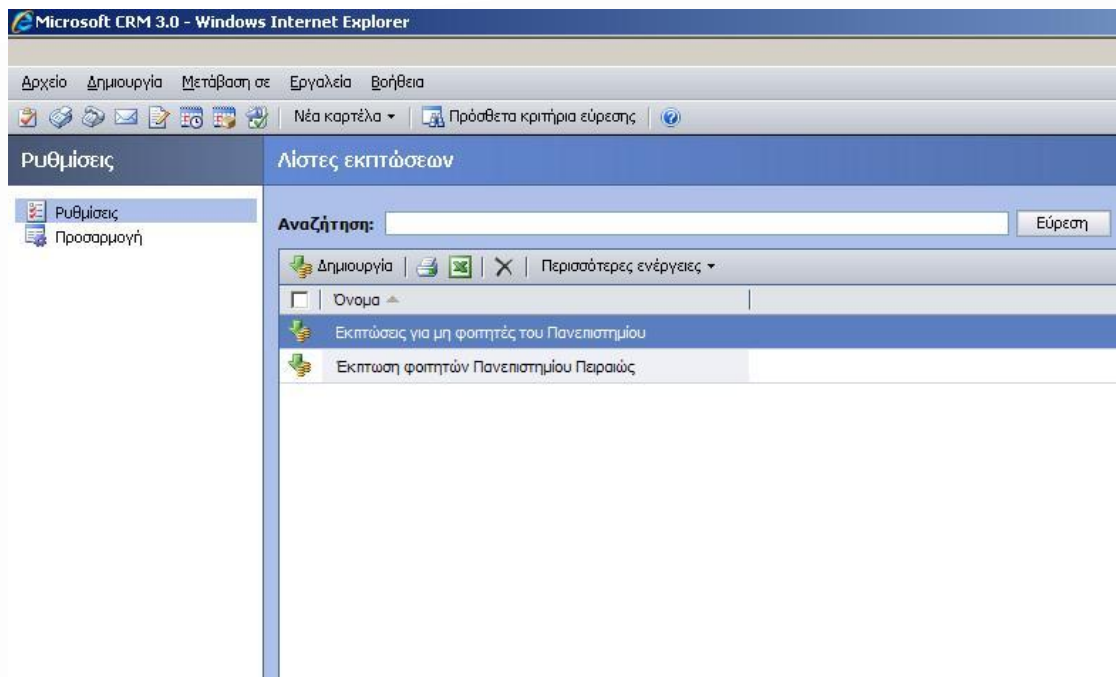 Microsoft CRM 3.0 - Windows Internet Explorer
Αρχείο Δημιουργία Μετάβαση σε Εργαλεία Βοήθεια
Νέα καρτέλα Πρόσθετα κριτήρια εύρεσης
Ρυθμίσεις Λίστες εκπτώσεων
Ρυθμίσεις
Προσαρμογή
Αναζήτηση: Εύρεση
Δημιουργία Περισσότερες ενέργειες
Όνομα
Εκπτώσεις για μη φοιτητές του Πανεπιστημίου
Έκπτωση φοιτητών Πανεπιστημίου Πειραιώς